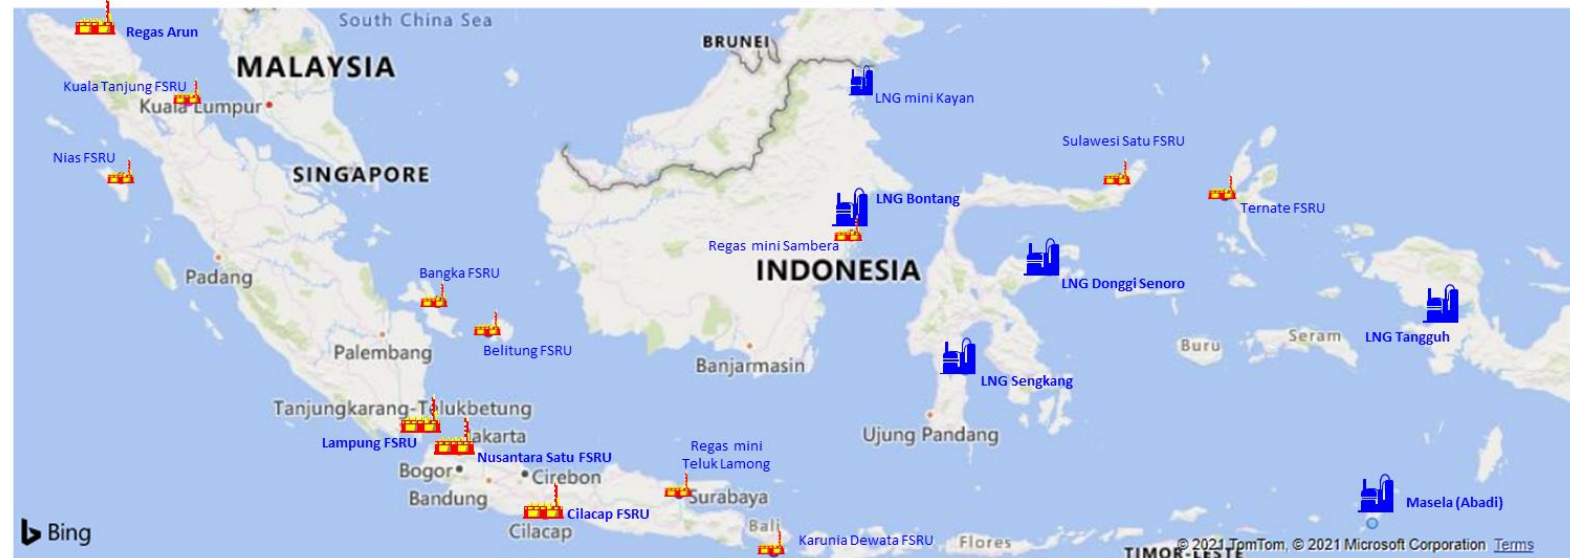 South China Sea
Regas Arun
BRUNEI
MALAYSIA
Kuala Tanjung FSRU
Kuala Lumpur
LNG mini Kayan
Nias FSRU
Sulawesi Satu FSRU
SINGAPORE
LNG Bontang
Ternate FSRU
Regas mini Sambera
INDONESIA
Padang
Bangka FSRU
LNG Donggi Senoro
Palembang
Belitung FSRU
Buru
Seram
LNG Tangguh
Banjarmasin
LNG Sengkang
Tanjungkarang-Telukbetung
Lampung FSRU
Jakarta
Ujung Pandang
Nusantara Satu FSRU
Regas mini
Teluk Lamong
Bogor
Cirebon
Bandung
Surabaya
Masela (Abadi)
Cilacap FSRU
Cilacap
Bali
Karunia Dewata FSRU
Flores
TIMOR-LESTE
Bing
© 2021 TomTom, © 2021 Microsoft Corporation Terms